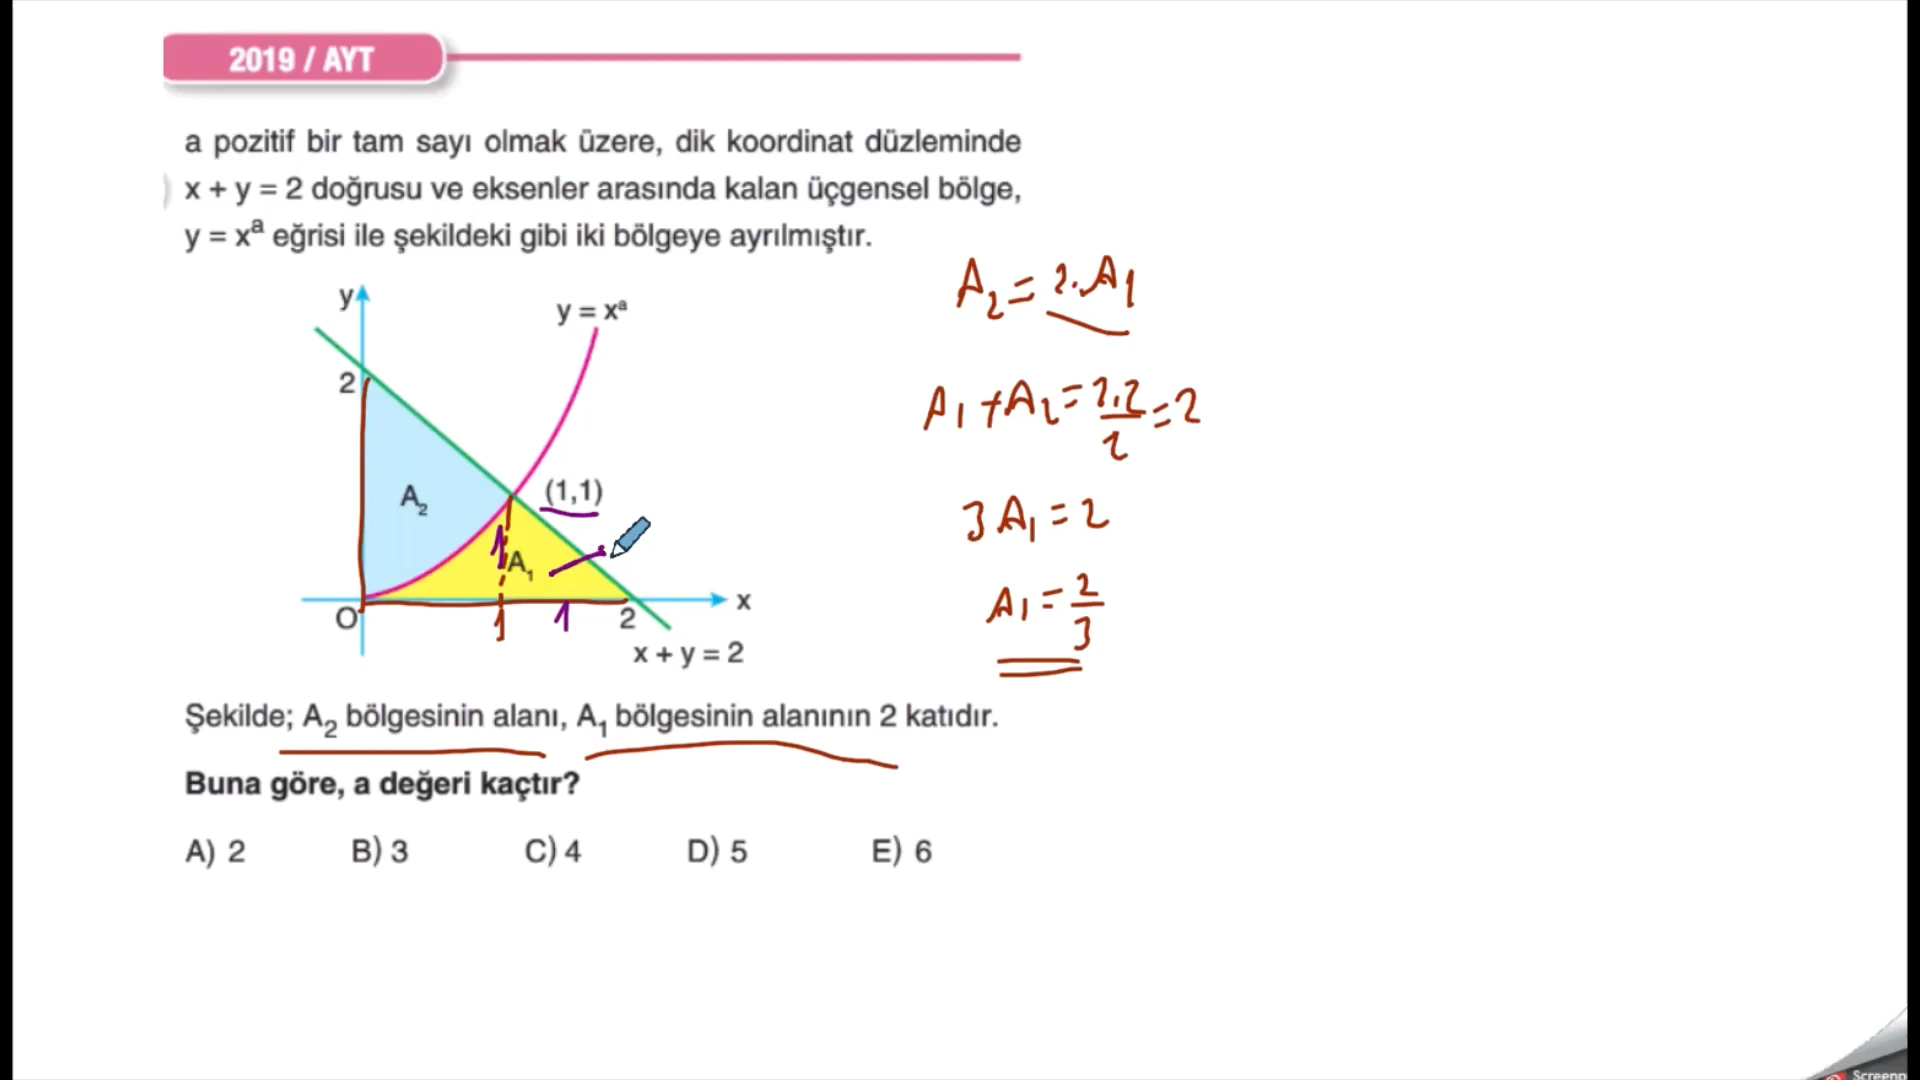 2019 / AYT
a pozitif bir tam sayı olmak üzere, dik koordinat düzleminde
x + y = 2 doğrusu ve eksenler arasında kalan üçgensel bölge,
y = xᵃ eğrisi ile şekildeki gibi iki bölgeye ayrılmıştır.
y
y = xᵃ
2
A₂
(1,1)
1
A₁
O
1
1
2
x
x + y = 2
A₂ = 2.A₁
A₁ + A₂ = 2.2/2 = 2
3A₁ = 2
A₁ = 2/3
Şekilde; A₂ bölgesinin alanı, A₁ bölgesinin alanının 2 katıdır.
Buna göre, a değeri kaçtır?
A) 2 B) 3 C) 4 D) 5 E) 6